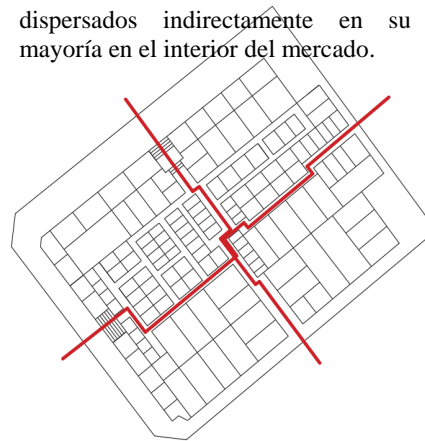 dispersados indirectamente en su
mayoría en el interior del mercado.